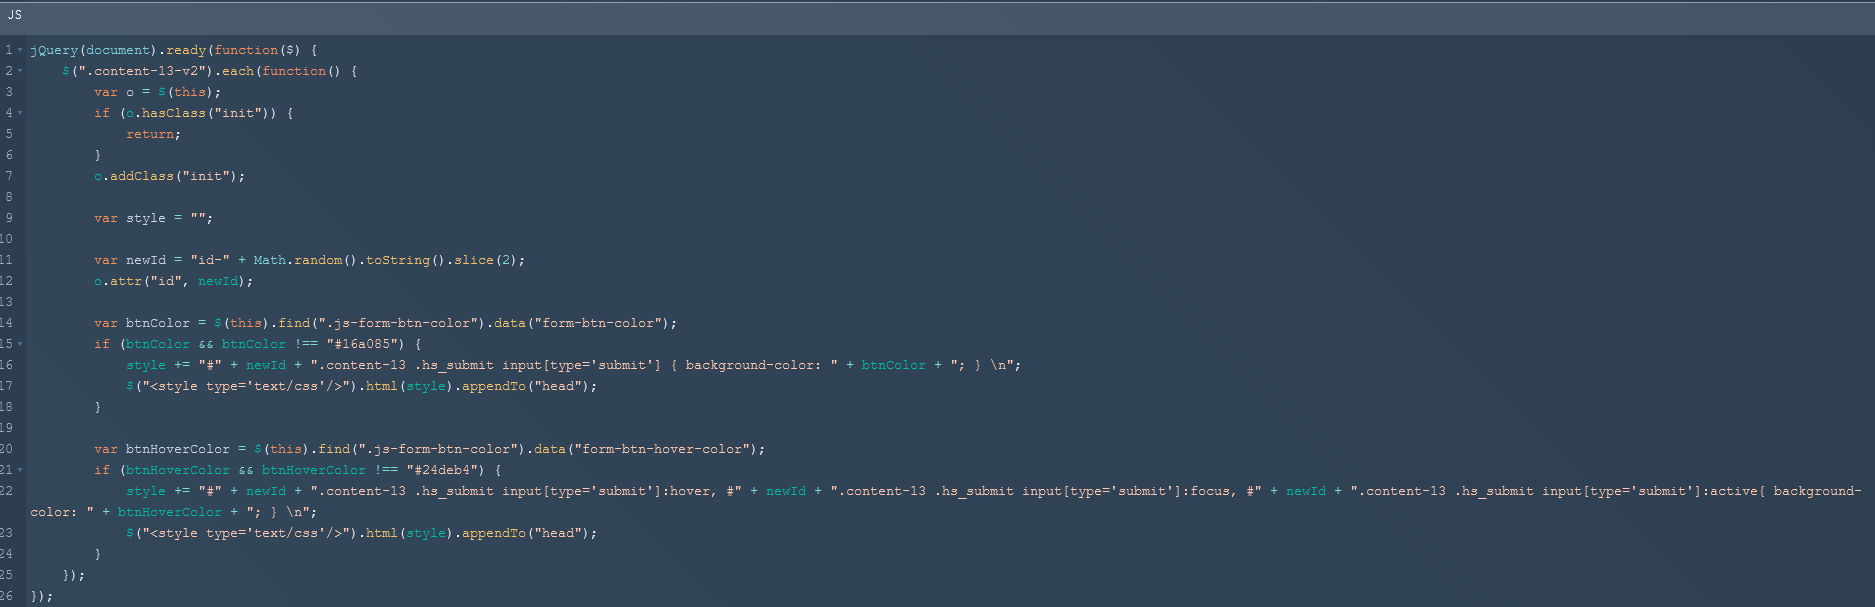 JS
1 jQuery(document).ready(function($) {
2 $(".content-13-v2").each(function() {
3 var o = $(this);
4 if (o.hasClass("init")) {
5 return;
6 }
7 o.addClass("init");
8
9 var style = "";
10
11 var newId = "id-" + Math.random().toString().slice(2);
12 o.attr("id", newId);
13
14 var btnColor = $(this).find(".js-form-btn-color").data("form-btn-color");
15 if (btnColor && btnColor !== "#16a085") {
16 style += "#" + newId + ".content-13 .hs_submit input[type='submit'] { background-color: " + btnColor + "; } \n";
17 $("<style type='text/css'/>").html(style).appendTo("head");
18 }
19
20 var btnHoverColor = $(this).find(".js-form-btn-color").data("form-btn-hover-color");
21 if (btnHoverColor && btnHoverColor !== "#24deb4") {
22 style += "#" + newId + ".content-13 .hs_submit input[type='submit']:hover, #" + newId + ".content-13 .hs_submit input[type='submit']:focus, #" + newId + ".content-13 .hs_submit input[type='submit']:active{ background-
color: " + btnHoverColor + "; } \n";
23 $("<style type='text/css'/>").html(style).appendTo("head");
24 }
25 });
26 });